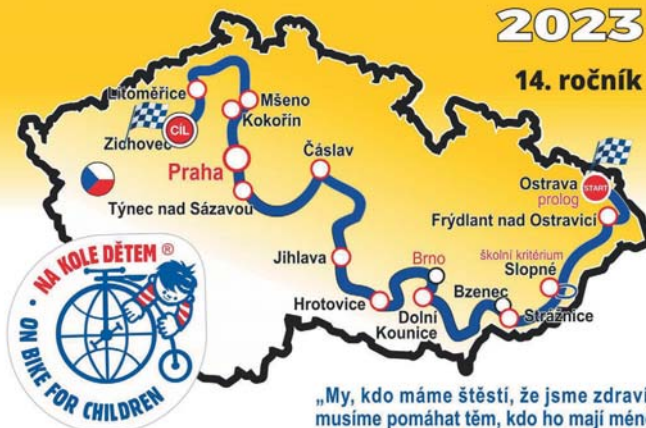 2023
14. ročník
Litoměřice
Mšeno
Kokořín
CÍL
Zichovec
Praha
Čáslav
Týnec nad Sázavou
Ostrava
START
prolog
Frýdlant nad Ostravicí
školní kritérium
Slopné
Jihlava
Brno
Bzenec
Hrotovice
Dolní
Kounice
Strážnice
• NA KOLE DĚTEM ®
• ON BIKE FOR CHILDREN
„My, kdo máme štěstí, že jsme zdraví
musíme pomáhat těm, kdo ho mají méně